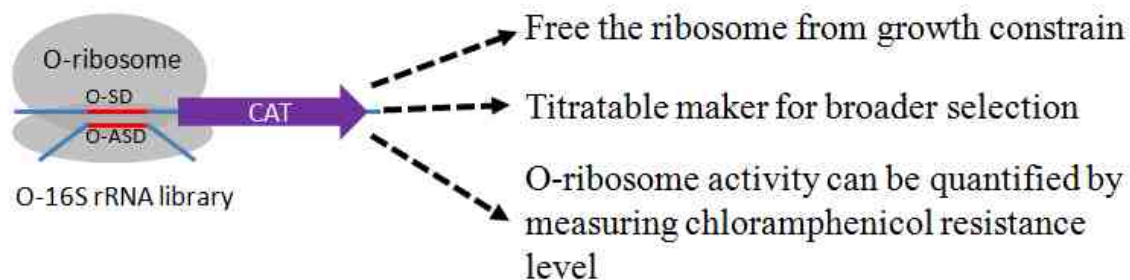 O-ribosome
O-SD
CAT
O-ASD
O-16S rRNA library
Free the ribosome from growth constrain
Titratable maker for broader selection
O-ribosome activity can be quantified by
measuring chloramphenicol resistance
level